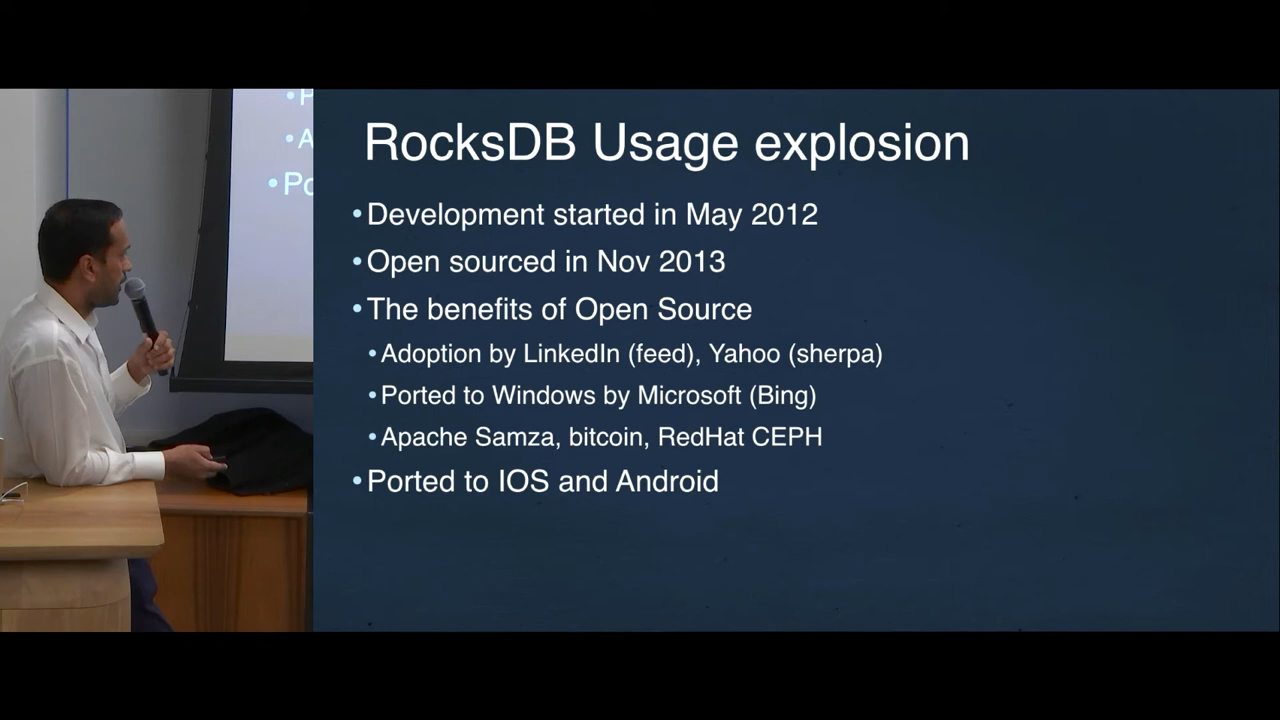 RocksDB Usage explosion
• Development started in May 2012
• Open sourced in Nov 2013
• The benefits of Open Source
• Adoption by LinkedIn (feed), Yahoo (sherpa)
• Ported to Windows by Microsoft (Bing)
• Apache Samza, bitcoin, RedHat CEPH
• Ported to IOS and Android